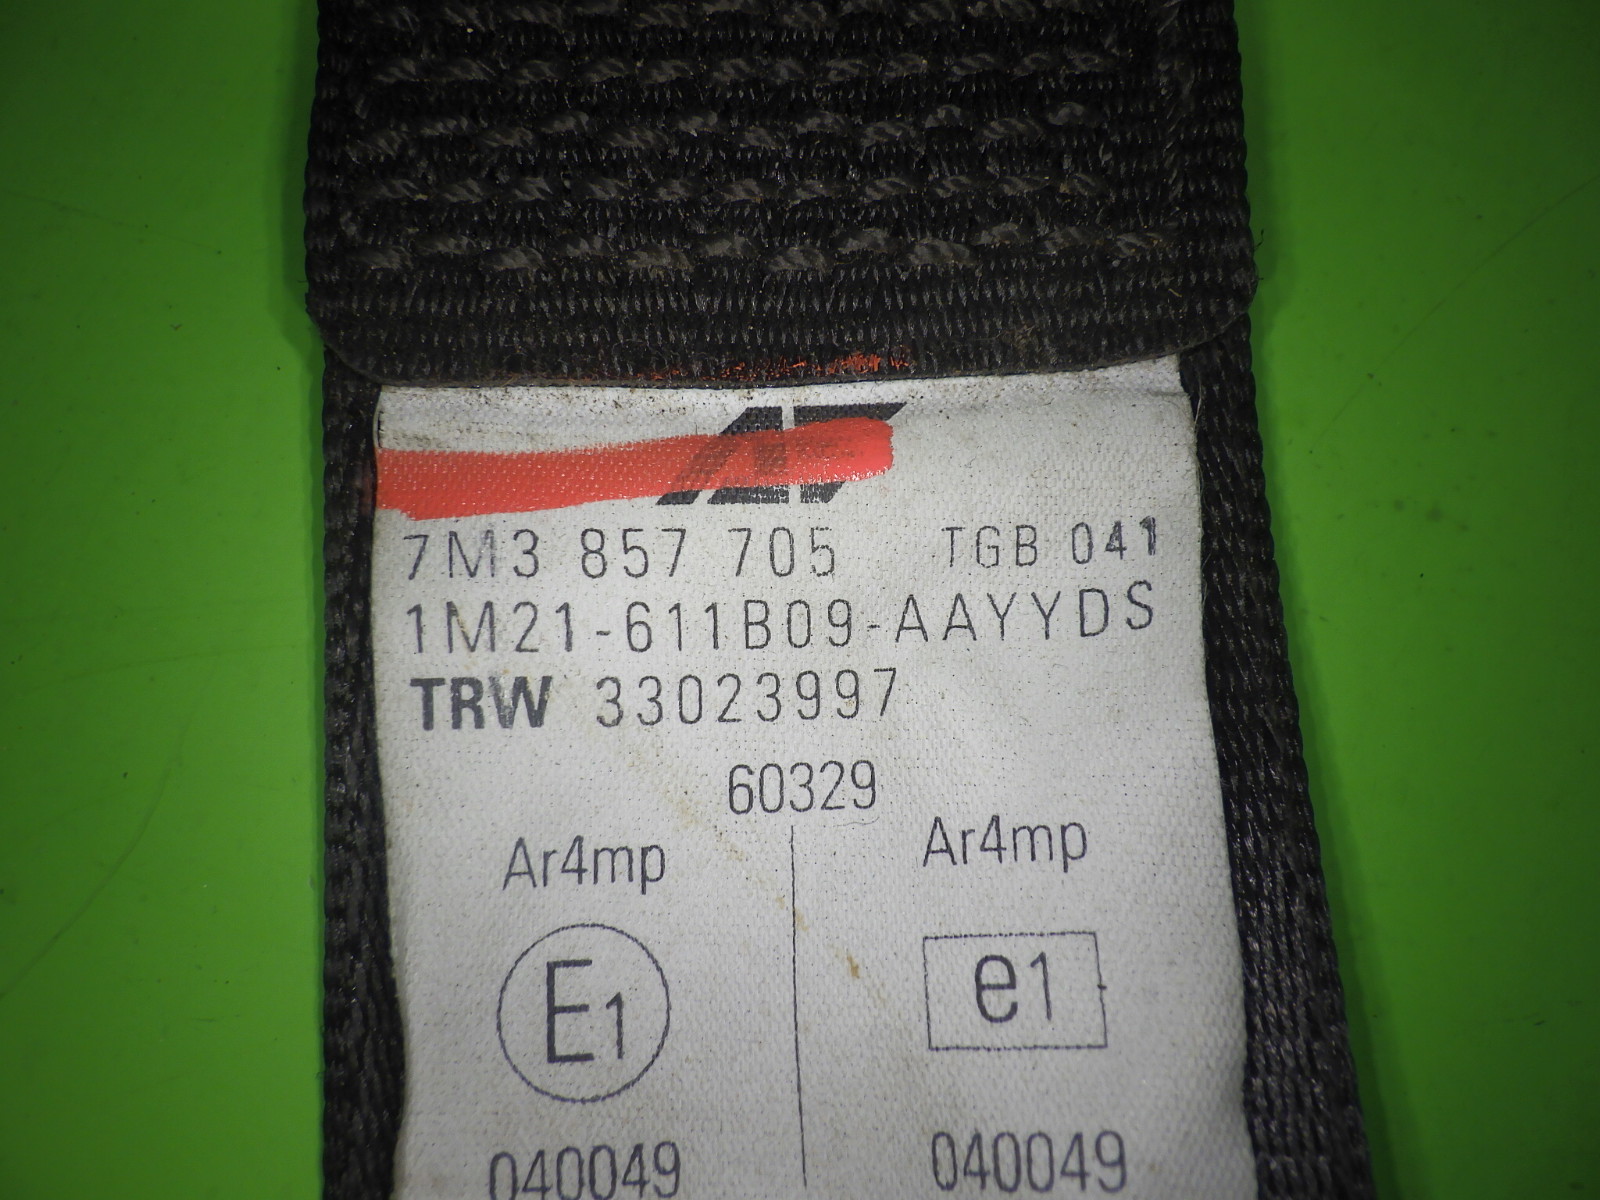 7M3 857 705 TGB 041
1M21-611B09-AAYYDS
TRW 33023997
60329
Ar4mp Ar4mp
E1 e1
040049 040049